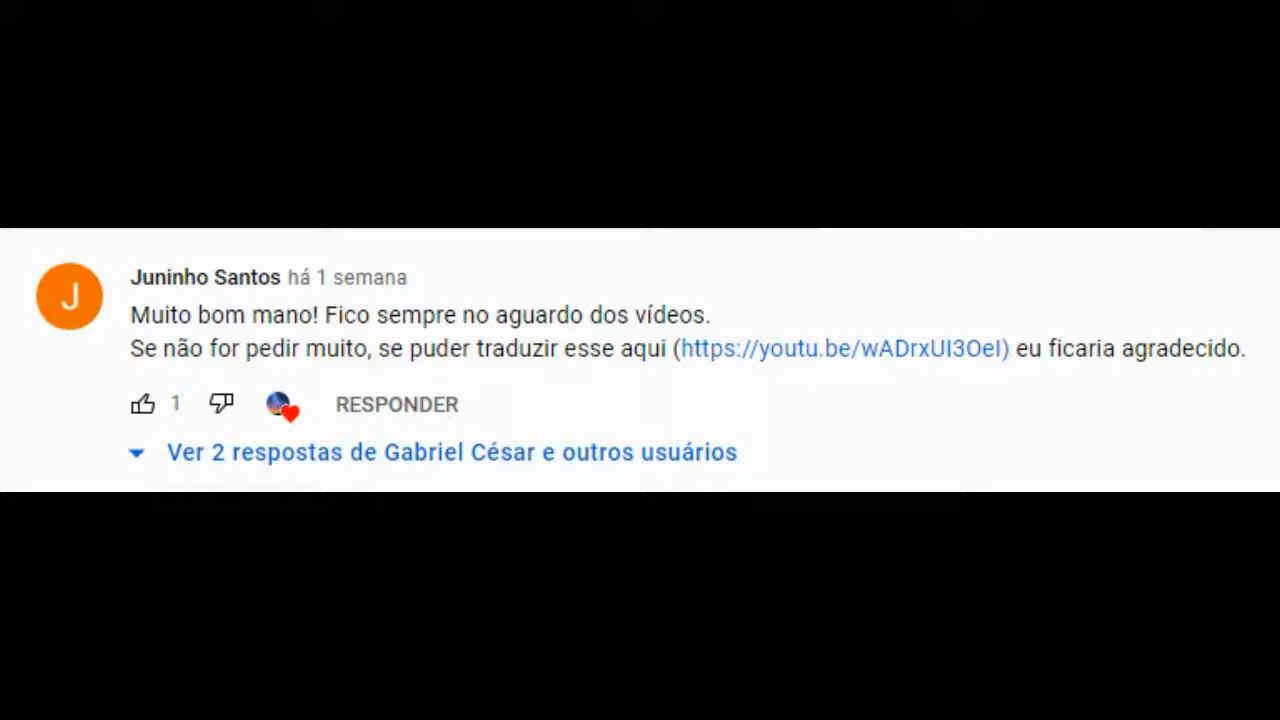 J
Juninho Santos há 1 semana
Muito bom mano! Fico sempre no aguardo dos vídeos.
Se não for pedir muito, se puder traduzir esse aqui (https://youtu.be/wADrxUI3OeI) eu ficaria agradecido.
1 RESPONDER
Ver 2 respostas de Gabriel César e outros usuários